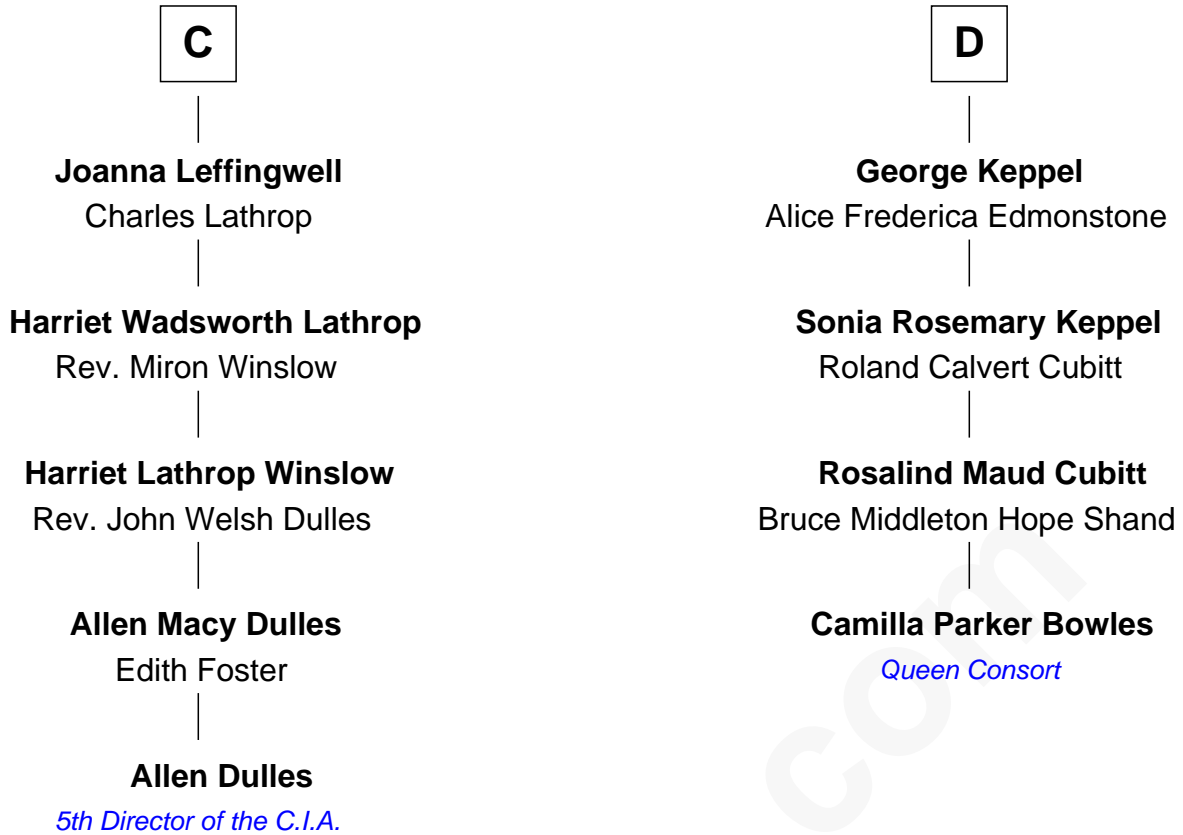 C
Joanna Leffingwell
Charles Lathrop
Harriet Wadsworth Lathrop
Rev. Miron Winslow
Harriet Lathrop Winslow
Rev. John Welsh Dulles
Allen Macy Dulles
Edith Foster
Allen Dulles
5th Director of the C.I.A.
D
George Keppel
Alice Frederica Edmonstone
Sonia Rosemary Keppel
Roland Calvert Cubitt
Rosalind Maud Cubitt
Bruce Middleton Hope Shand
Camilla Parker Bowles
Queen Consort
com